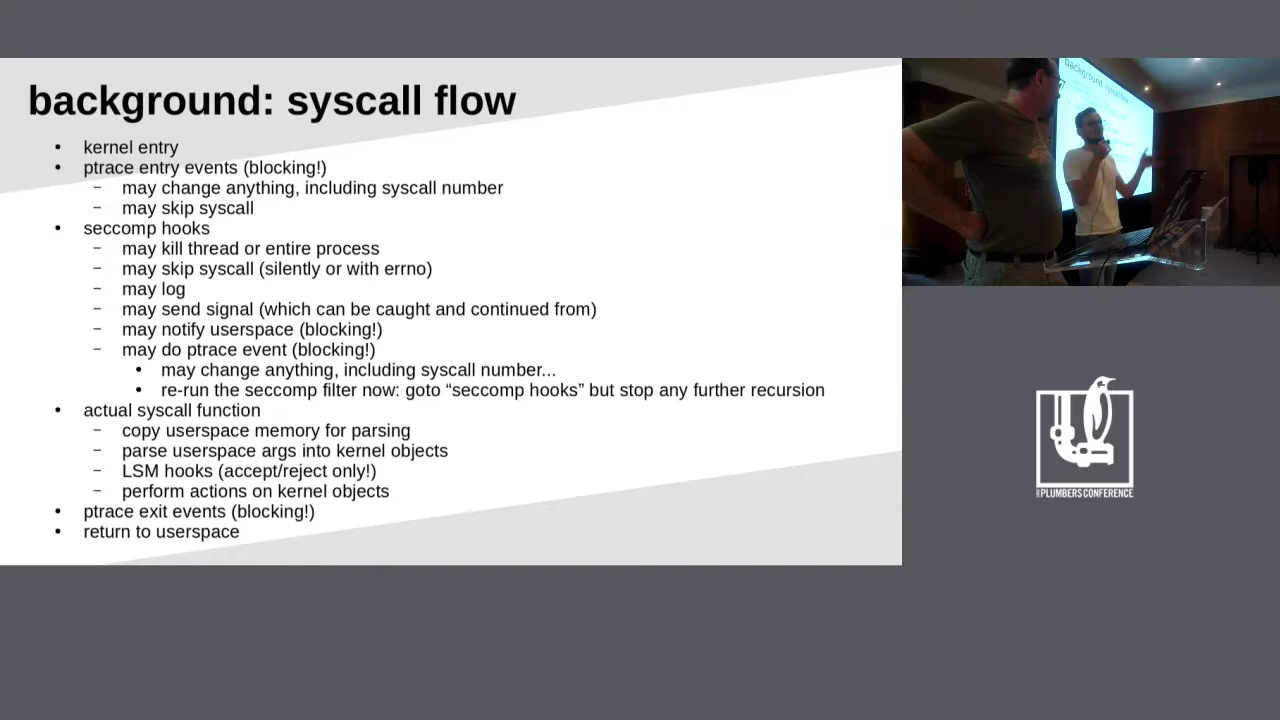 background: syscall flow
• kernel entry
• ptrace entry events (blocking!)
– may change anything, including syscall number
– may skip syscall
• seccomp hooks
– may kill thread or entire process
– may skip syscall (silently or with errno)
– may log
– may send signal (which can be caught and continued from)
– may notify userspace (blocking!)
– may do ptrace event (blocking!)
• may change anything, including syscall number...
• re-run the seccomp filter now: goto “seccomp hooks” but stop any further recursion
• actual syscall function
– copy userspace memory for parsing
– parse userspace args into kernel objects
– LSM hooks (accept/reject only!)
– perform actions on kernel objects
• ptrace exit events (blocking!)
• return to userspace
background: syscall flow
PLUMBERS CONFERENCE